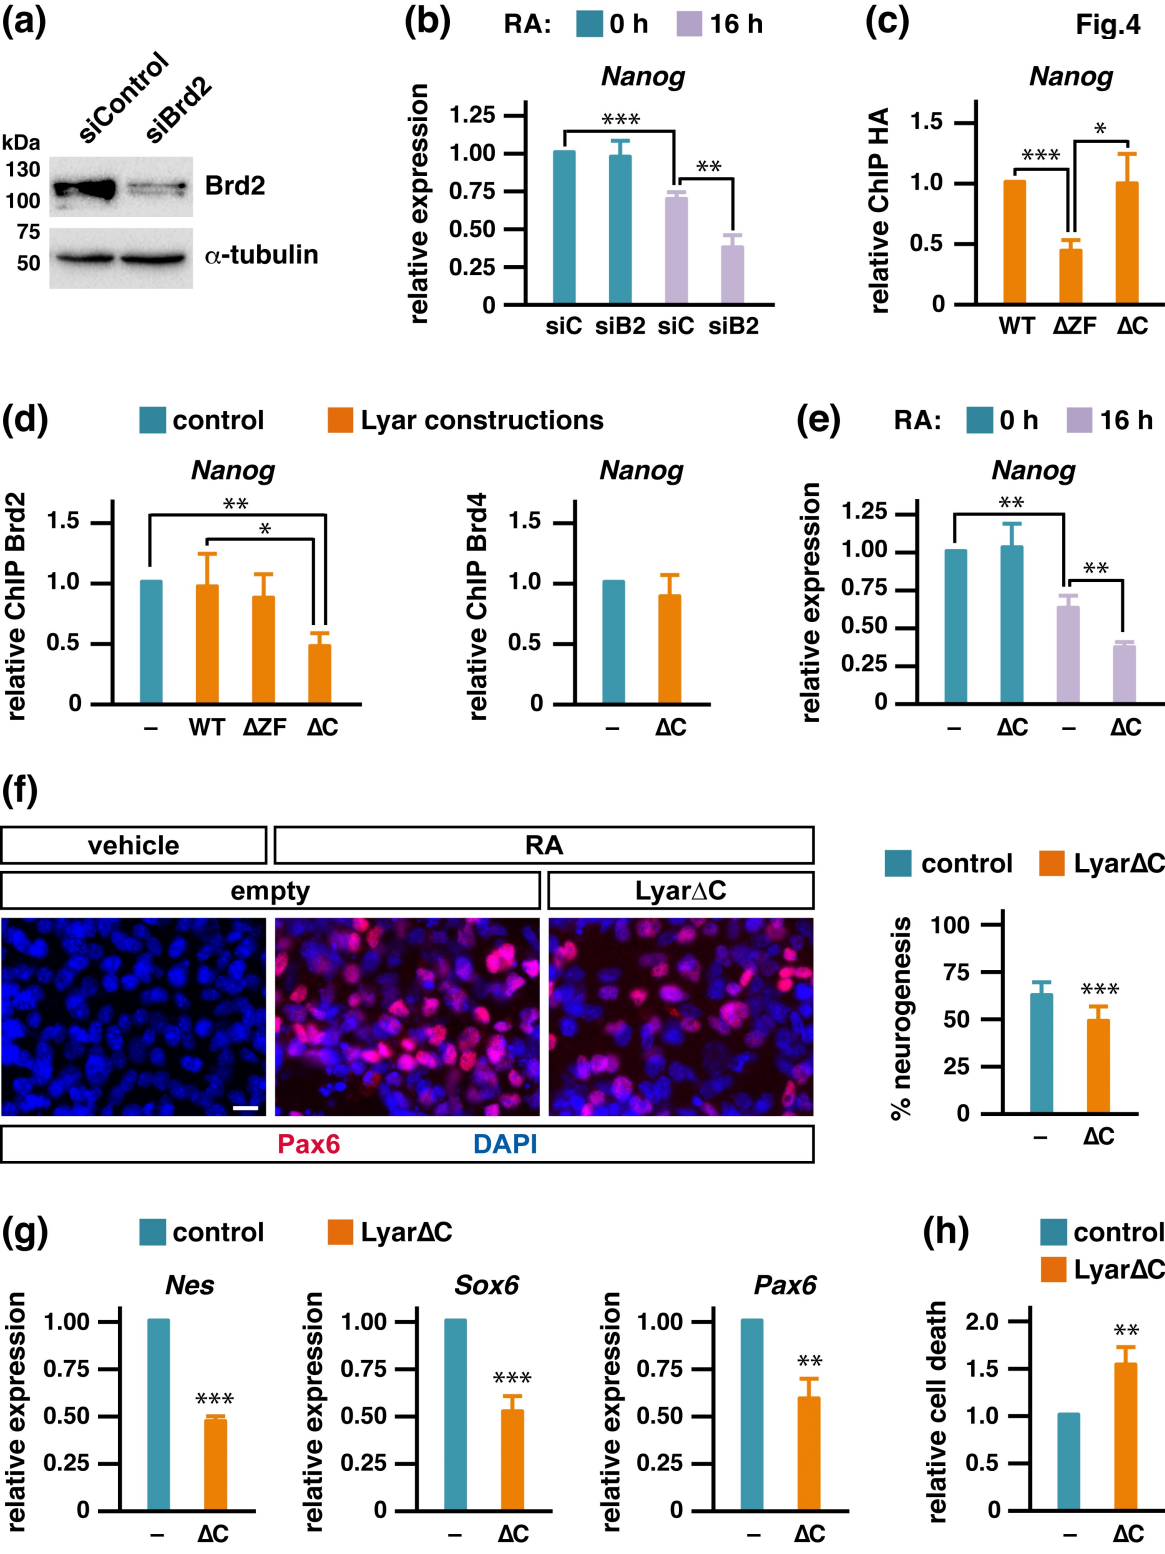 (a)
siControl
siBrd2
kDa
130
100
Brd2
75
50
α-tubulin
(b)
RA: 0 h 16 h
Nanog
relative expression
1.25
1.00
0.75
0.50
0.25
0
***
**
siC siB2 siC siB2
(c)
Fig.4
Nanog
relative ChIP HA
1.5
1.0
0.5
0
***
*
WT ΔZF ΔC
(d)
control Lyar constructions
Nanog
relative ChIP Brd2
1.5
1.0
0.5
0
**
*
– WT ΔZF ΔC
Nanog
relative ChIP Brd4
1.5
1.0
0.5
0
– ΔC
(e)
RA: 0 h 16 h
Nanog
relative expression
1.25
1.00
0.75
0.50
0.25
0
**
**
– ΔC – ΔC
(f)
vehicle RA
empty LyarΔC
Pax6 DAPI
control LyarΔC
% neurogenesis
100
75
50
25
0
***
– ΔC
(g)
control LyarΔC
Nes
relative expression
1.00
0.75
0.50
0.25
0
***
– ΔC
Sox6
relative expression
1.00
0.75
0.50
0.25
0
***
– ΔC
Pax6
relative expression
1.00
0.75
0.50
0.25
0
**
– ΔC
(h)
control
LyarΔC
relative cell death
2.0
1.5
1.0
0.5
0
**
– ΔC